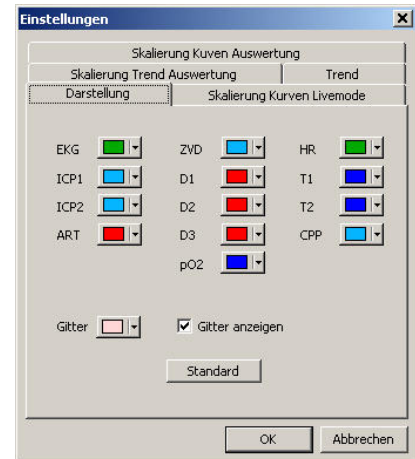 Einstellungen
Skalierung Kuven Auswertung
Skalierung Trend Auswertung Trend
Darstellung Skalierung Kurven Livemode
EKG ZVD HR
ICP1 D1 T1
ICP2 D2 T2
ART D3 CPP
pO2
Gitter Gitter anzeigen
Standard
OK Abbrechen